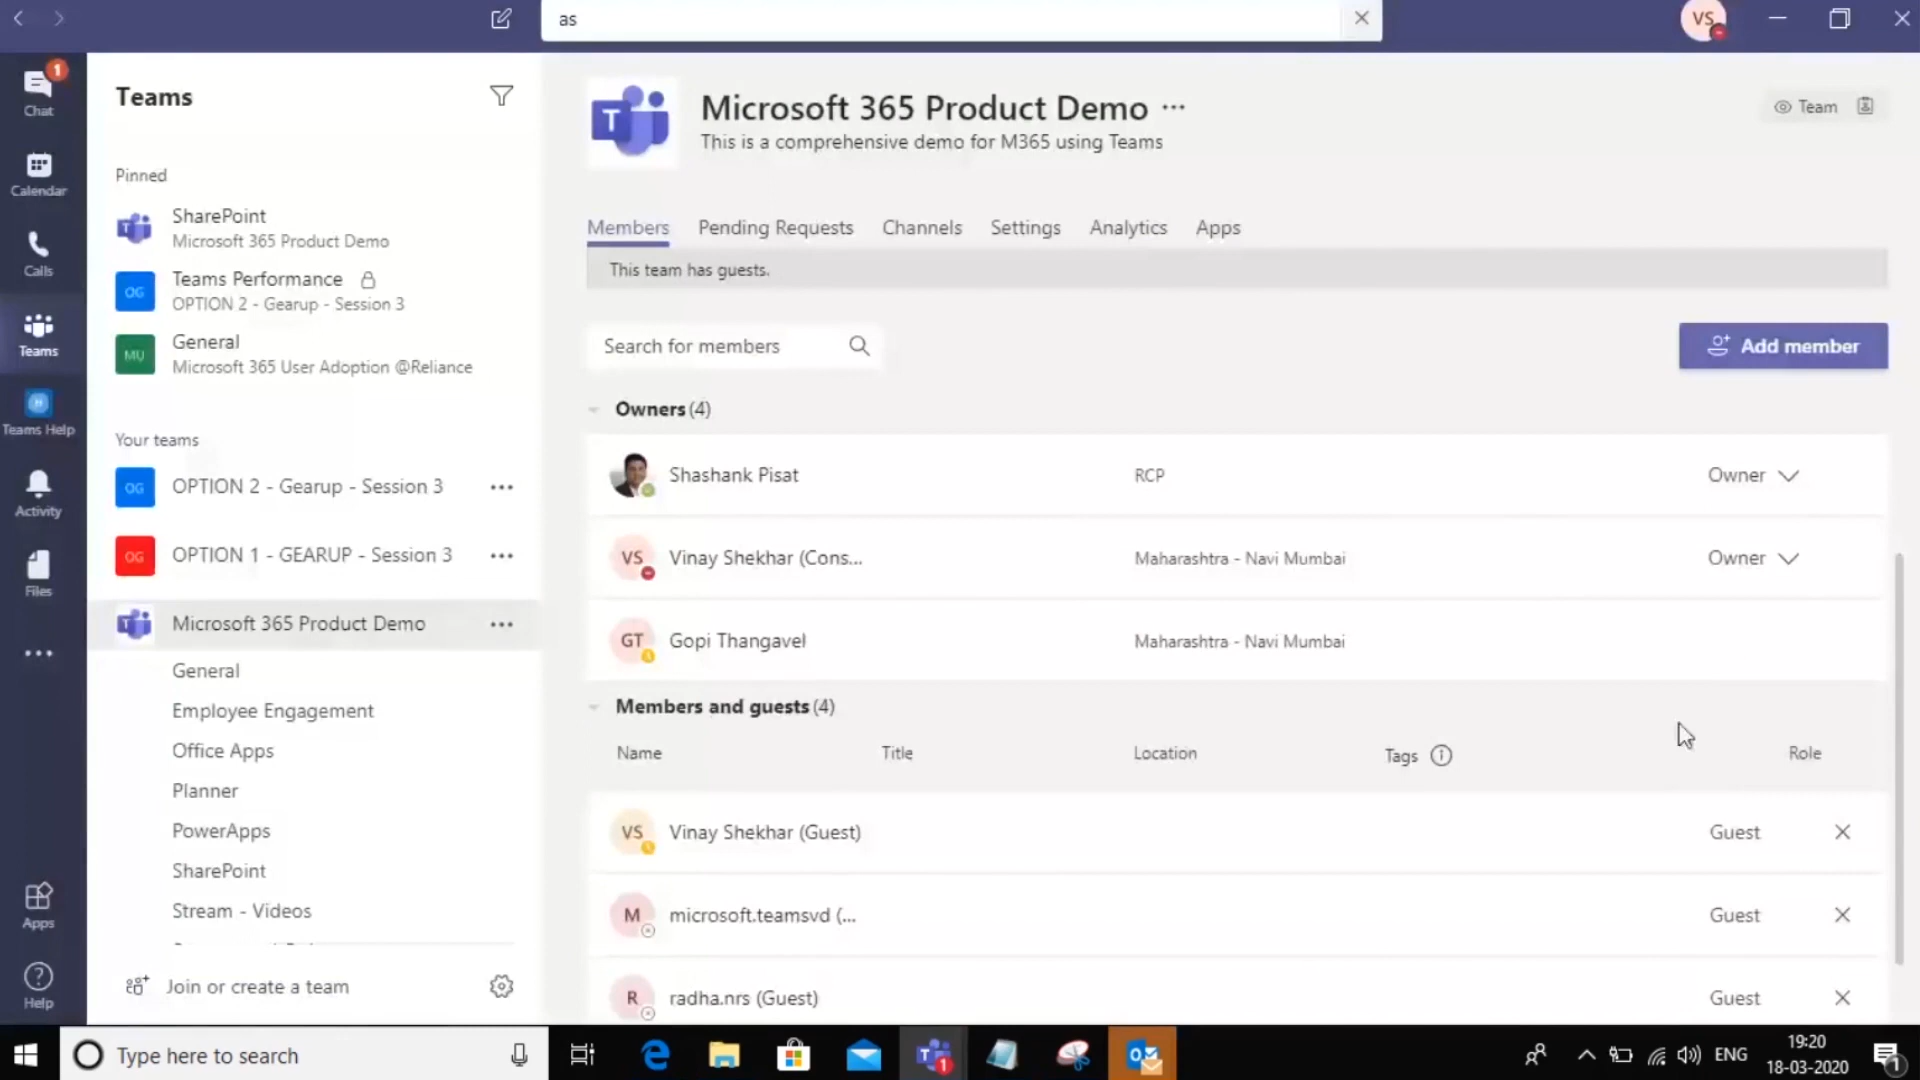 as
VS
1
Chat
Calendar
Calls
Teams
Teams Help
Activity
Files
Apps
Help
Teams
Pinned
SharePoint
Microsoft 365 Product Demo
OG
Teams Performance
OPTION 2 - Gearup - Session 3
MU
General
Microsoft 365 User Adoption @Reliance
Your teams
OG
OPTION 2 - Gearup - Session 3
OG
OPTION 1 - GEARUP - Session 3
Microsoft 365 Product Demo
General
Employee Engagement
Office Apps
Planner
PowerApps
SharePoint
Stream - Videos
Join or create a team
Microsoft 365 Product Demo
This is a comprehensive demo for M365 using Teams
Team
Members Pending Requests Channels Settings Analytics Apps
This team has guests.
Search for members
Add member
Owners (4)
Shashank Pisat RCP Owner
VS Vinay Shekhar (Cons... Maharashtra - Navi Mumbai Owner
GT Gopi Thangavel Maharashtra - Navi Mumbai
Members and guests (4)
Name Title Location Tags Role
VS Vinay Shekhar (Guest) Guest
M microsoft.teamsvd (... Guest
R radha.nrs (Guest) Guest
Type here to search
1
ENG
19:20
18-03-2020
1